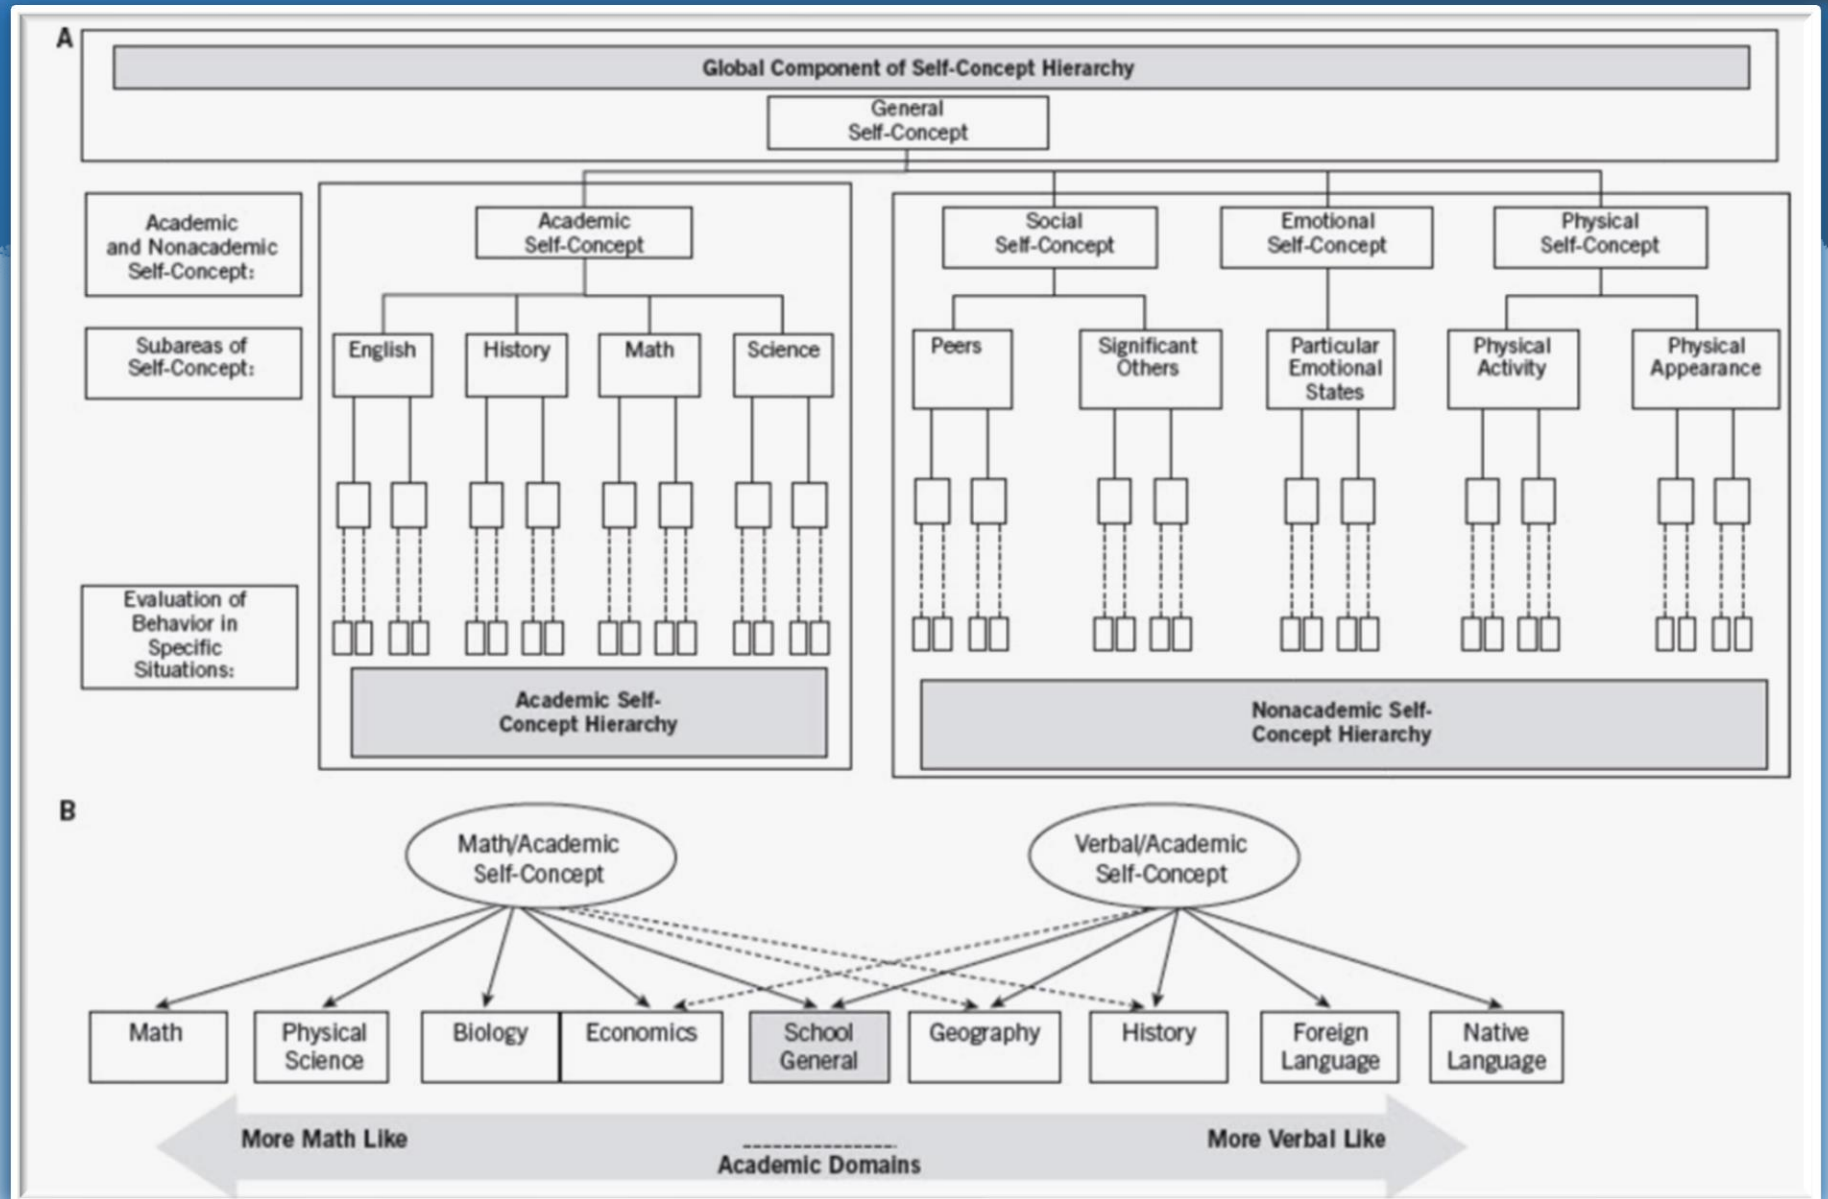 A
Global Component of Self-Concept Hierarchy
General
Self-Concept
Academic
and Nonacademic
Self-Concept:
Academic
Self-Concept
Social
Self-Concept
Emotional
Self-Concept
Physical
Self-Concept
Subareas of
Self-Concept:
English
History
Math
Science
Peers
Significant
Others
Particular
Emotional
States
Physical
Activity
Physical
Appearance
Evaluation of
Behavior in
Specific
Situations:
Academic Self-
Concept Hierarchy
Nonacademic Self-
Concept Hierarchy
B
Math/Academic
Self-Concept
Verbal/Academic
Self-Concept
Math
Physical
Science
Biology
Economics
School
General
Geography
History
Foreign
Language
Native
Language
More Math Like
Academic Domains
More Verbal Like